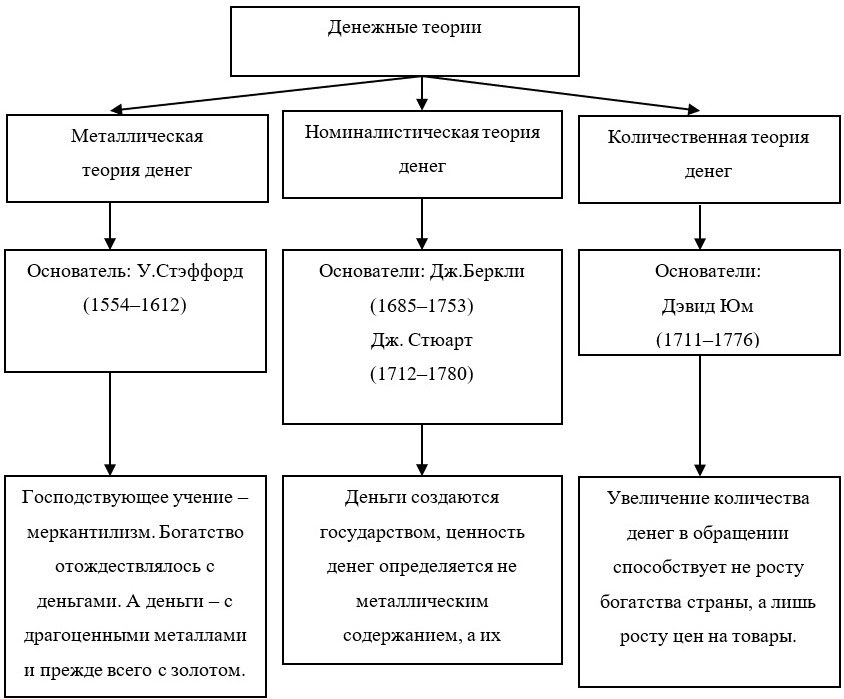 Денежные теории
Металлическая
теория денег
Номиналистическая теория
денег
Количественная теория
денег
Основатель: У.Стэффорд
(1554–1612)
Основатели: Дж.Беркли
(1685–1753)
Дж. Стюарт
(1712–1780)
Основатели:
Дэвид Юм
(1711–1776)
Господствующее учение –
меркантилизм. Богатство
отождествлялось с
деньгами. А деньги – с
драгоценными металлами
и прежде всего с золотом.
Деньги создаются
государством, ценность
денег определяется не
металлическим
содержанием, а их
Увеличение количества
денег в обращении
способствует не росту
богатства страны, а лишь
росту цен на товары.